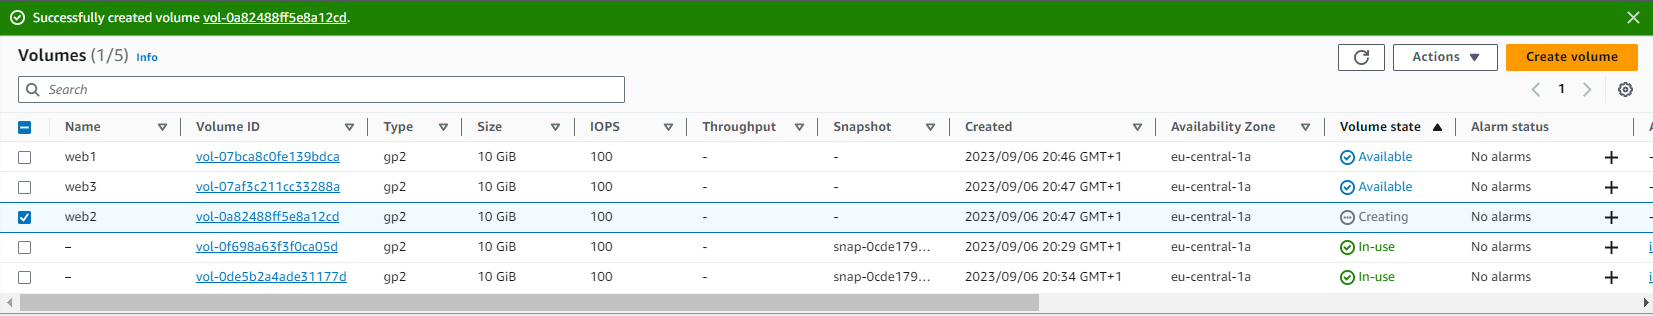 Successfully created volume vol-0a82488ff5e8a12cd.
Volumes (1/5) Info
Actions
Create volume
Search
1
Name Volume ID Type Size IOPS Throughput Snapshot Created Availability Zone Volume state Alarm status
web1 vol-07bca8c0fe139bdca gp2 10 GiB 100 - - 2023/09/06 20:46 GMT+1 eu-central-1a Available No alarms + -
web3 vol-07af3c211cc33288a gp2 10 GiB 100 - - 2023/09/06 20:47 GMT+1 eu-central-1a Available No alarms + -
web2 vol-0a82488ff5e8a12cd gp2 10 GiB 100 - - 2023/09/06 20:47 GMT+1 eu-central-1a Creating No alarms + -
– vol-0f698a63f3f0ca05d gp2 10 GiB 100 - snap-0cde179... 2023/09/06 20:29 GMT+1 eu-central-1a In-use No alarms + i
– vol-0de5b2a4ade31177d gp2 10 GiB 100 - snap-0cde179... 2023/09/06 20:34 GMT+1 eu-central-1a In-use No alarms + i